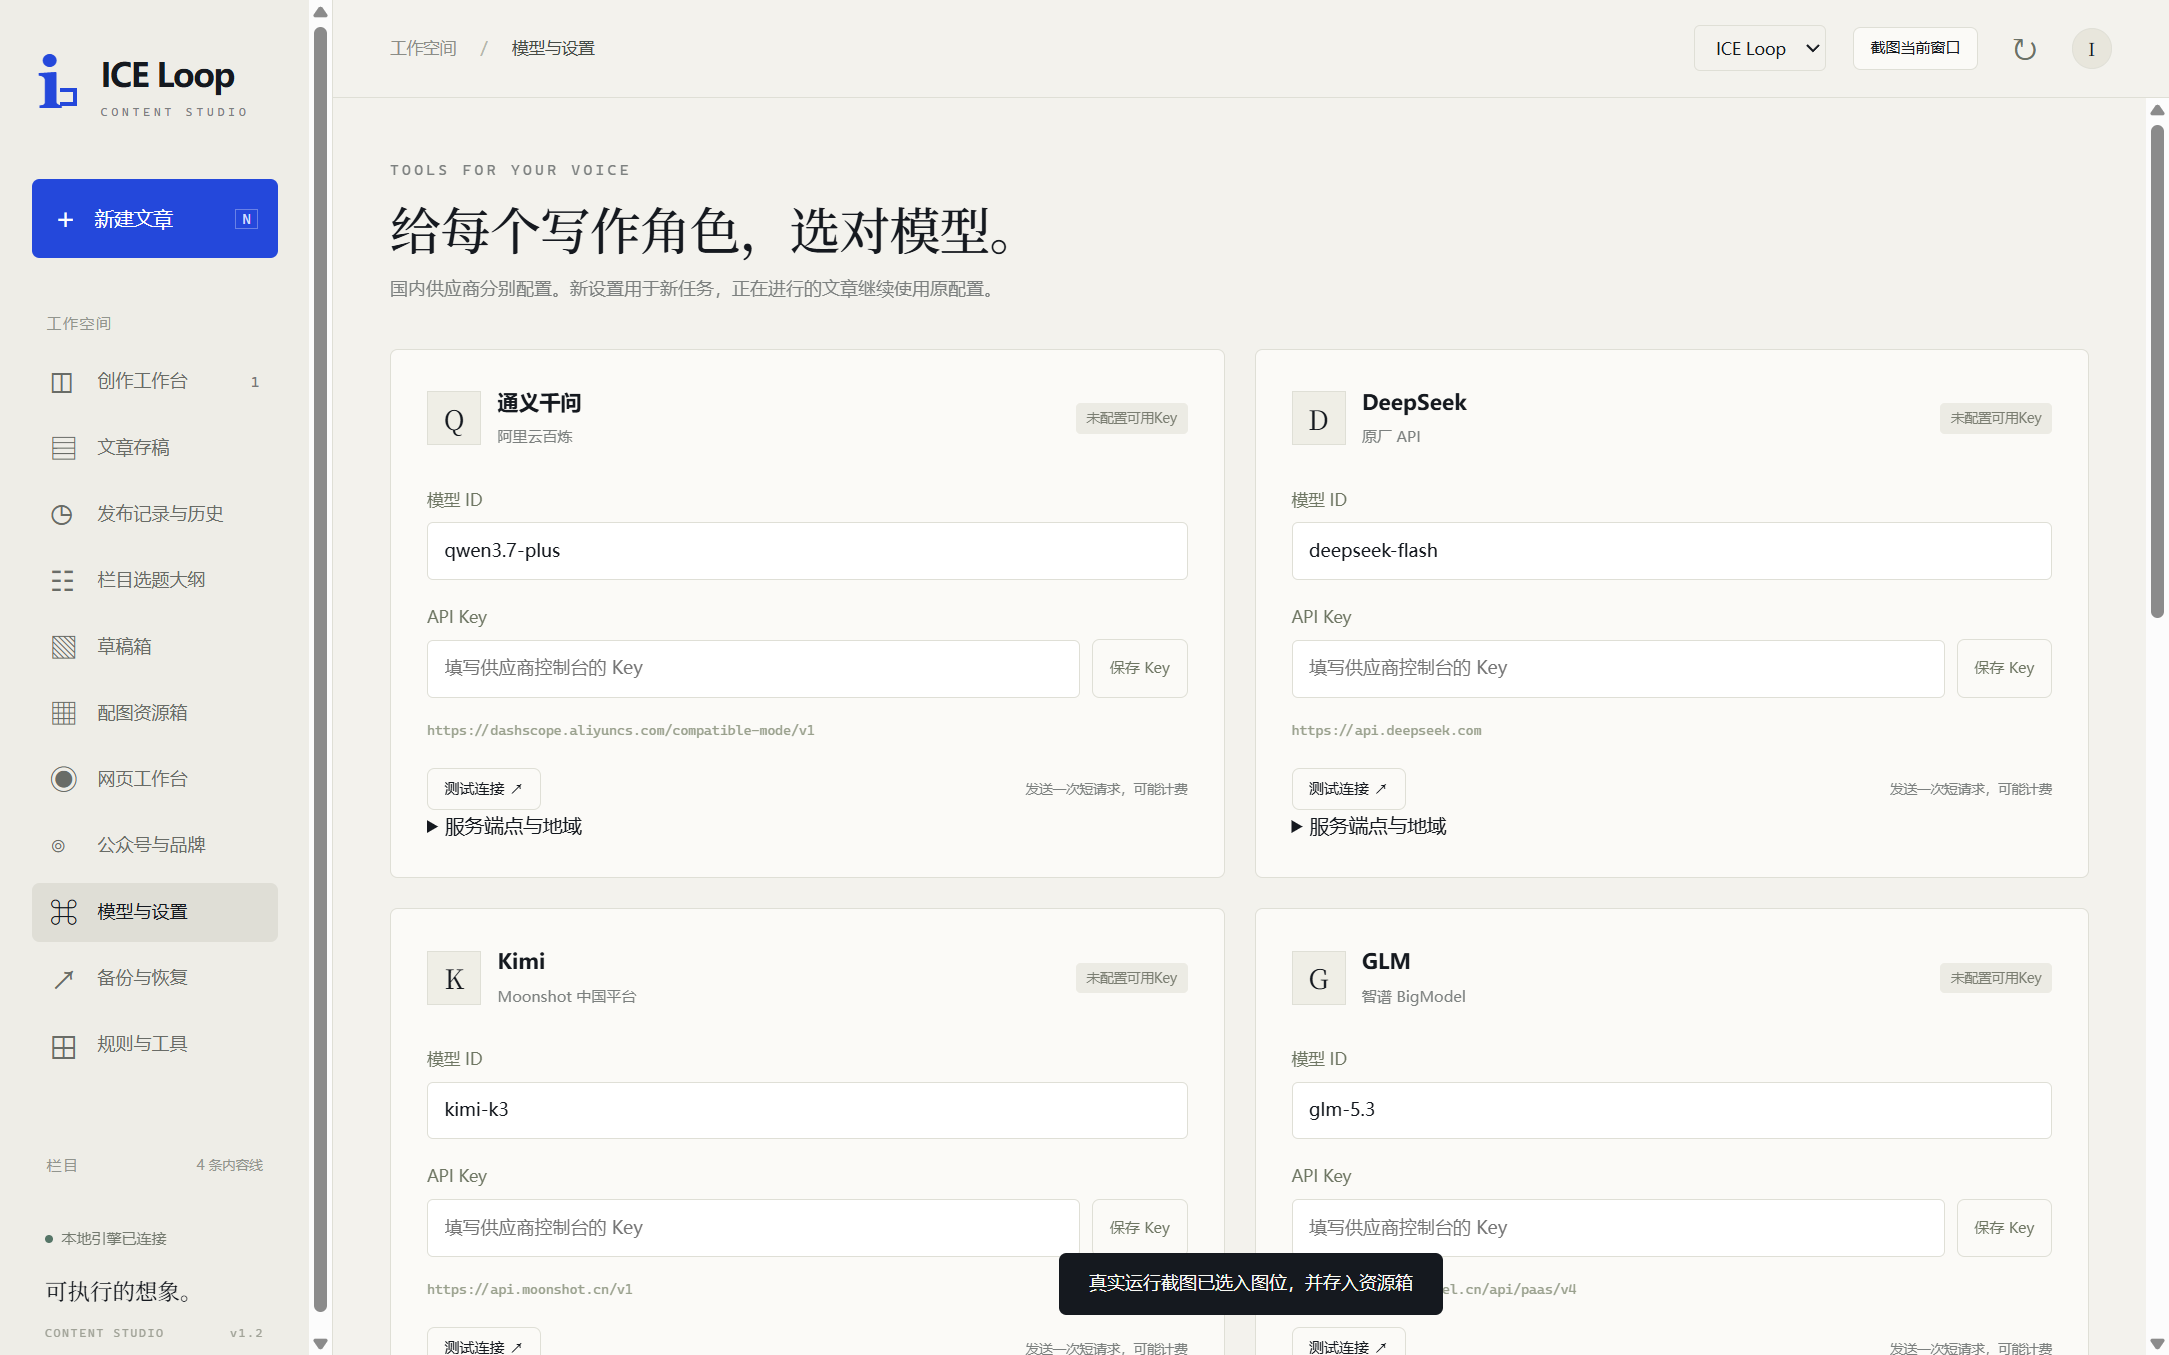 ICE Loop
CONTENT STUDIO
+ 新建文章 N
工作空间
创作工作台 1
文章存稿
发布记录与历史
栏目选题大纲
草稿箱
配图资源箱
网页工作台
公众号与品牌
模型与设置
备份与恢复
规则与工具
栏目 4 条内容线
本地引擎已连接
可执行的想象。
CONTENT STUDIO v1.2
工作空间 / 模型与设置
ICE Loop
截图当前窗口
I
TOOLS FOR YOUR VOICE
给每个写作角色，选对模型。
国内供应商分别配置。新设置用于新任务，正在进行的文章继续使用原配置。
Q
通义千问
阿里云百炼
未配置可用Key
模型 ID
qwen3.7-plus
API Key
填写供应商控制台的 Key
保存 Key
https://dashscope.aliyuncs.com/compatible-mode/v1
测试连接 ↗
发送一次短请求，可能计费
▶ 服务端点与地域
D
DeepSeek
原厂 API
未配置可用Key
模型 ID
deepseek-flash
API Key
填写供应商控制台的 Key
保存 Key
https://api.deepseek.com
测试连接 ↗
发送一次短请求，可能计费
▶ 服务端点与地域
K
Kimi
Moonshot 中国平台
未配置可用Key
模型 ID
kimi-k3
API Key
填写供应商控制台的 Key
保存 Key
https://api.moonshot.cn/v1
测试连接 ↗
发送一次短请求，可能计费
G
GLM
智谱 BigModel
未配置可用Key
模型 ID
glm-5.3
API Key
填写供应商控制台的 Key
保存 Key
el.cn/api/paas/v4
测试连接 ↗
发送一次短请求，可能计费
真实运行截图已选入图位，并存入资源箱